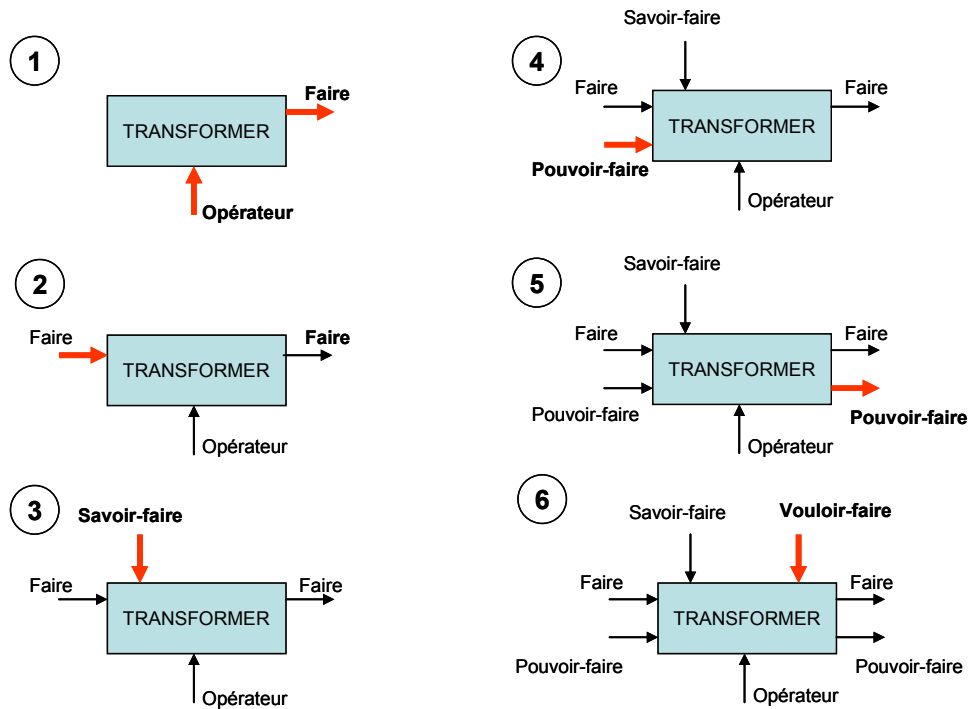 1
Faire
TRANSFORMER
Opérateur
2
Faire
Faire
TRANSFORMER
Opérateur
3
Savoir-faire
Faire
Faire
TRANSFORMER
Opérateur
4
Savoir-faire
Faire
Faire
TRANSFORMER
Pouvoir-faire
Opérateur
5
Savoir-faire
Faire
Faire
TRANSFORMER
Pouvoir-faire
Pouvoir-faire
Opérateur
6
Savoir-faire
Vouloir-faire
Faire
Faire
TRANSFORMER
Pouvoir-faire
Pouvoir-faire
Opérateur